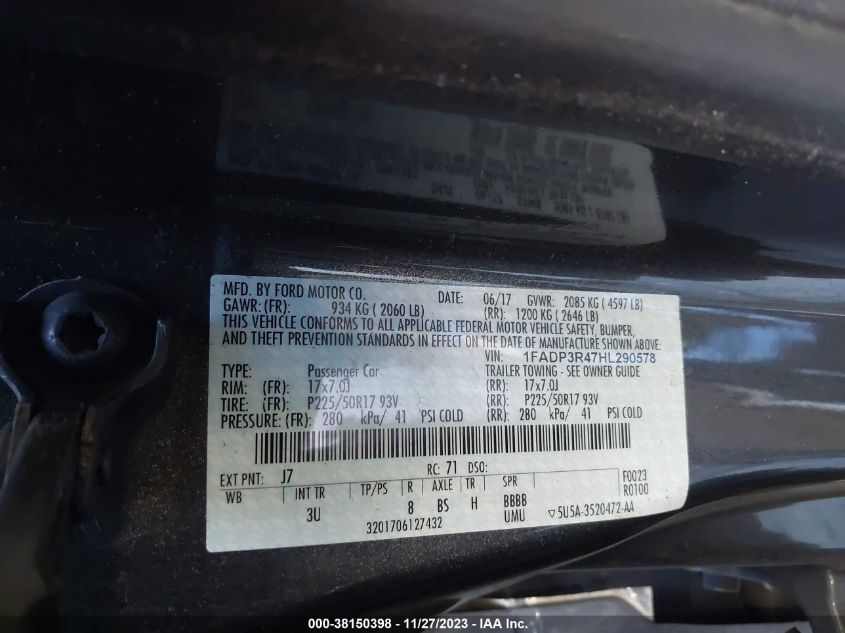 MFD. BY FORD MOTOR CO. DATE: 06/17 GVWR: 2085 KG ( 4597 LB)
GAWR: (FR): 934 KG ( 2060 LB) (RR): 1200 KG ( 2646 LB)
THIS VEHICLE CONFORMS TO ALL APPLICABLE FEDERAL MOTOR VEHICLE SAFETY, BUMPER,
AND THEFT PREVENTION STANDARDS IN EFFECT ON THE DATE OF MANUFACTURE SHOWN ABOVE.
VIN: 1FADP3R47HL290578
TYPE: Passenger Car TRAILER TOWING - SEE OWNER GUIDE
RIM: (FR): 17x7.0J (RR): 17x7.0J
TIRE: (FR): P225/50R17 93V (RR): P225/50R17 93V
PRESSURE: (FR): 280 kPa/ 41 PSI COLD (RR): 280 kPa/ 41 PSI COLD
EXT PNT: J7 RC: 71 DSO: F0023
WB INT TR TP/PS R AXLE TR SPR R0100
3U 8 BS H BBBB
3201706127432 UMU ▽ 5U5A-3520472-AA
000-38150398 - 11/27/2023 - IAA Inc.